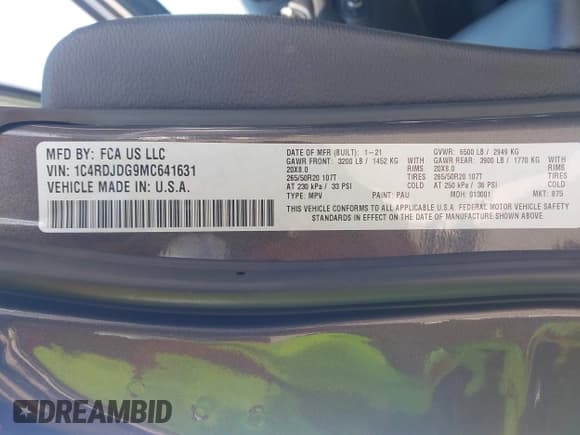 MFD BY: FCA US LLC
VIN: 1C4RDJDG9MC641631
VEHICLE MADE IN U.S.A.
DATE OF MFR (BUILT): 1-21 GVWR: 6500 LB / 2949 KG
GAWR FRONT: 3200 LB / 1452 KG WITH GAWR REAR: 3900 LB / 1770 KG WITH
20X8.0 RIMS 20X8.0 RIMS
265/50R20 107T TIRES 265/50R20 107T TIRES
AT 230 kPa / 33 PSI AT 250 kPa / 36 PSI
TYPE: MPV PAINT: PAU MDH: 013001 MKT: 875
THIS VEHICLE CONFORMS TO ALL APPLICABLE U.S.A. FEDERAL MOTOR VEHICLE SAFETY
STANDARDS IN EFFECT ON THE DATE OF MANUFACTURE SHOWN ABOVE.
DREAMBID